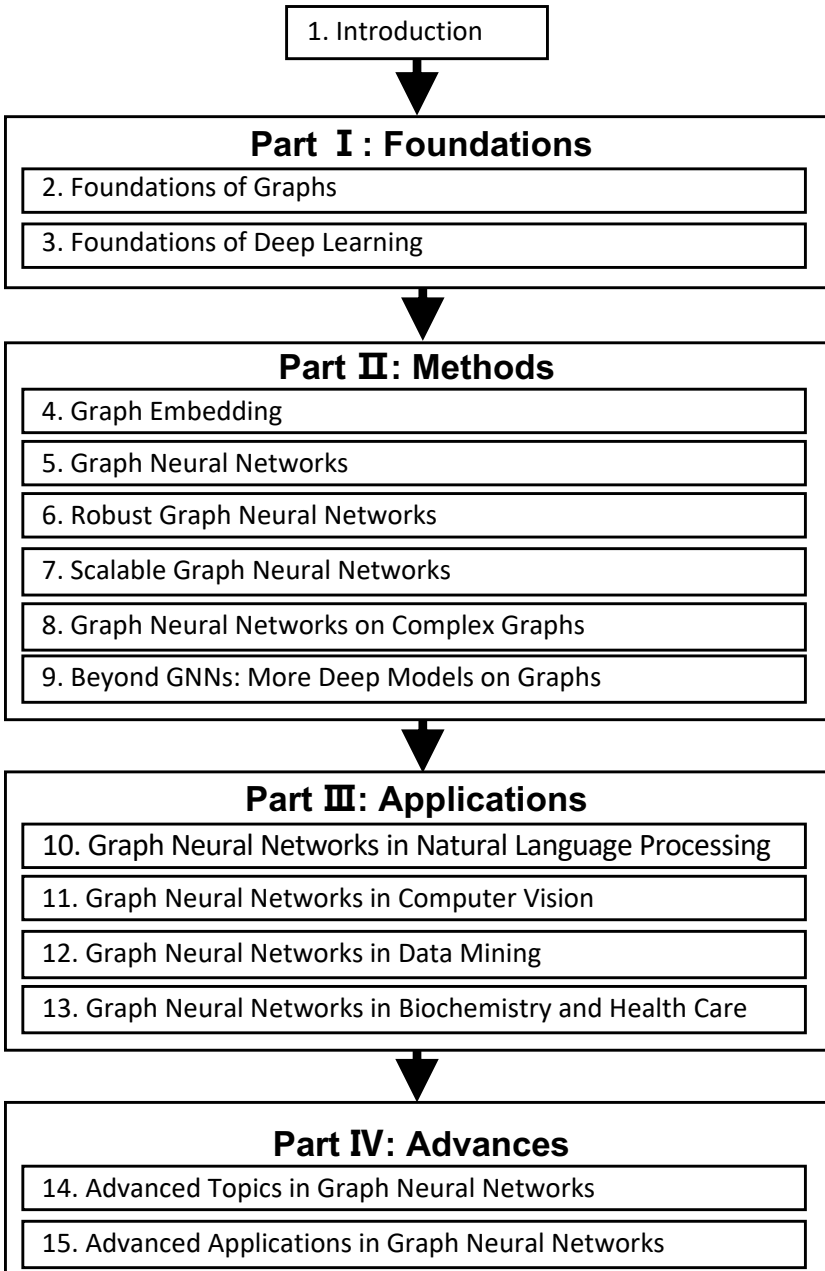 1. Introduction
Part Ⅰ: Foundations
2. Foundations of Graphs
3. Foundations of Deep Learning
Part Ⅱ: Methods
4. Graph Embedding
5. Graph Neural Networks
6. Robust Graph Neural Networks
7. Scalable Graph Neural Networks
8. Graph Neural Networks on Complex Graphs
9. Beyond GNNs: More Deep Models on Graphs
Part Ⅲ: Applications
10. Graph Neural Networks in Natural Language Processing
11. Graph Neural Networks in Computer Vision
12. Graph Neural Networks in Data Mining
13. Graph Neural Networks in Biochemistry and Health Care
Part Ⅳ: Advances
14. Advanced Topics in Graph Neural Networks
15. Advanced Applications in Graph Neural Networks